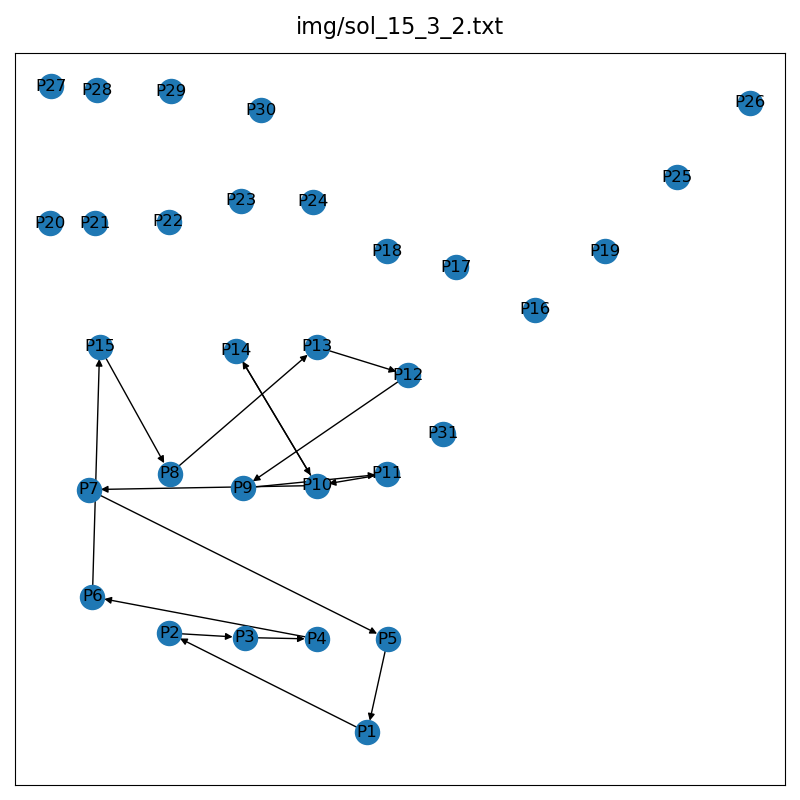 img/sol_15_3_2.txt
P27 P28 P29 P30 P26
P25
P20 P21 P22 P23 P24
P18 P17 P19
P16
P15 P14 P13 P12
P31
P7 P8 P9 P10 P11
P6
P2 P3 P4 P5
P1